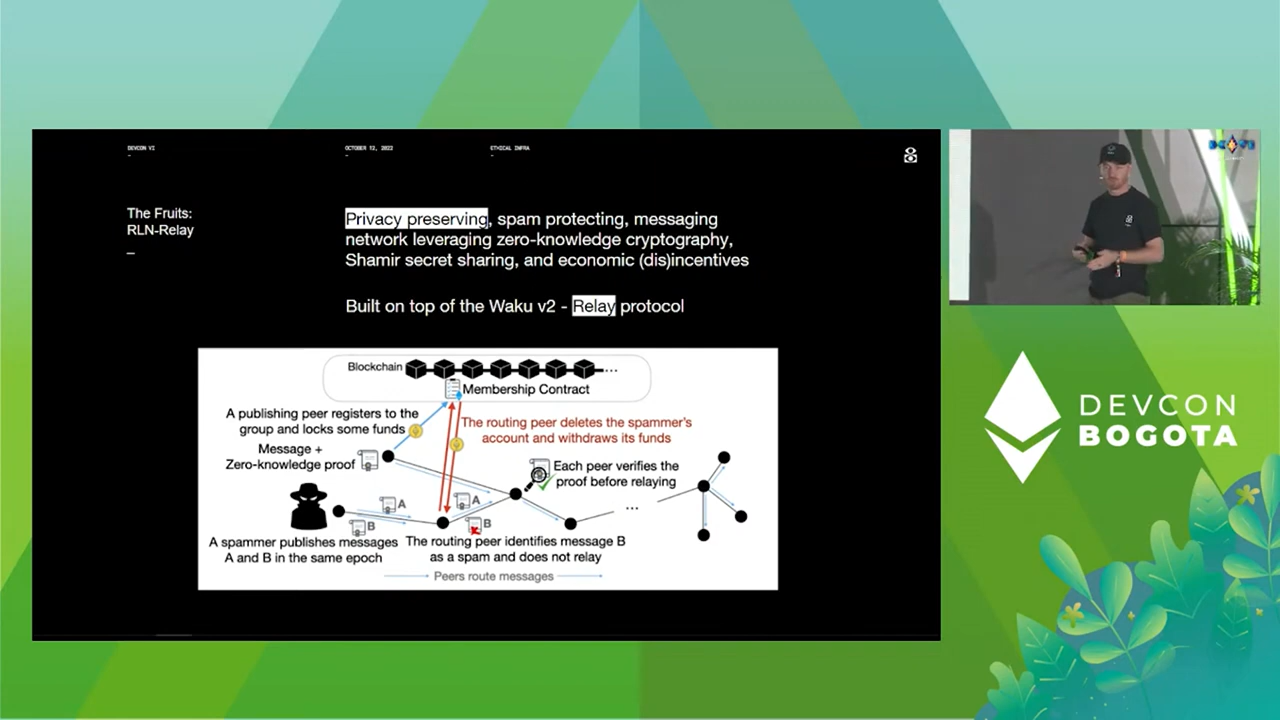 DEVCON VI
OCTOBER 12, 2022
ETHICAL INFRA
The Fruits:
RLN-Relay
Privacy preserving, spam protecting, messaging
network leveraging zero-knowledge cryptography,
Shamir secret sharing, and economic (dis)incentives
Built on top of the Waku v2 - Relay protocol
Blockchain
...
Membership Contract
A publishing peer registers to the
group and locks some funds
The routing peer deletes the spammer's
account and withdraws its funds
Message +
Zero-knowledge proof
Each peer verifies the
proof before relaying
A
A
...
B
B
A spammer publishes messages
A and B in the same epoch
The routing peer identifies message B
as a spam and does not relay
Peers route messages
DEVCON
BOGOTA